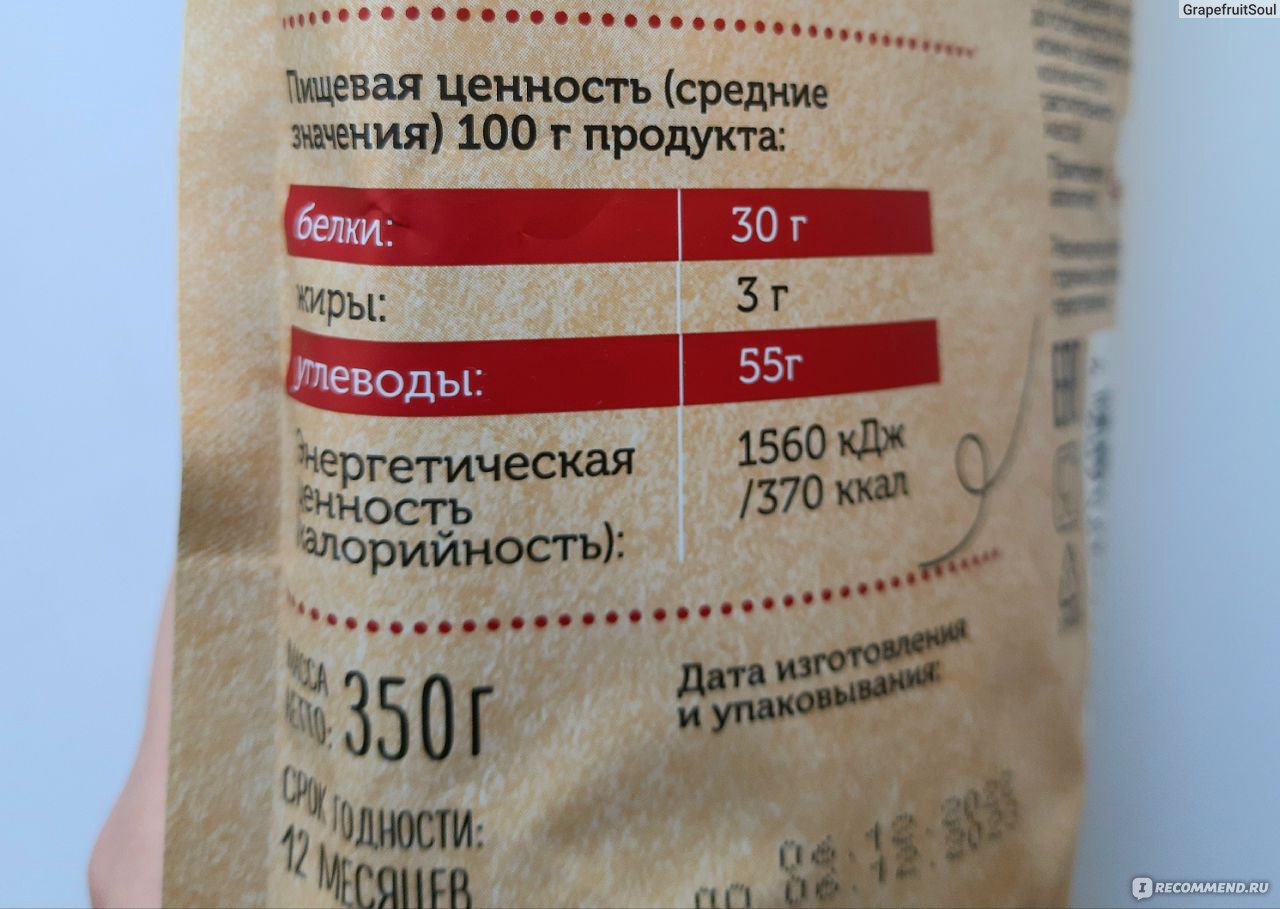 GrapefruitSoul
Пищевая ценность (средние
значения) 100 г продукта:
белки: 30 г
жиры: 3 г
углеводы: 55г
Энергетическая
ценность
калорийность):
1560 кДж
/370 ккал
МАССА
НЕТТО: 350г
Дата изготовления
и упаковывания:
СРОК ГОДНОСТИ:
12 МЕСЯЦЕВ
RECOMMEND.RU